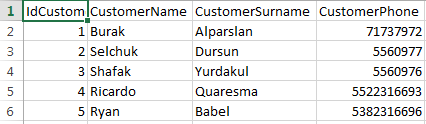 1 IdCustom CustomerName CustomerSurname CustomerPhone
2 1 Burak Alparslan 71737972
3 2 Selchuk Dursun 5560977
4 3 Shafak Yurdakul 5560976
5 4 Ricardo Quaresma 5522316693
6 5 Ryan Babel 5382316696